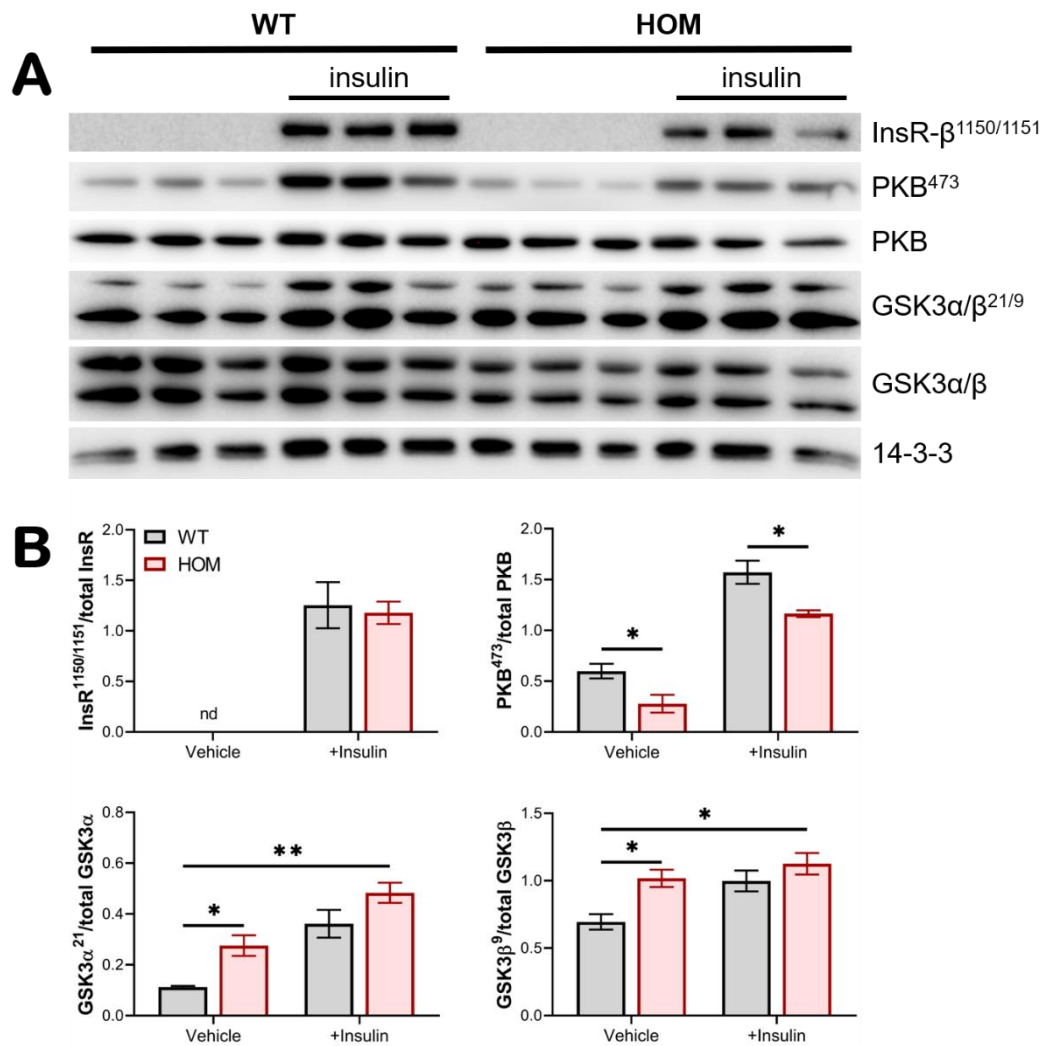 WT HOM
A
insulin insulin
InsR-β1150/1151
PKB473
PKB
GSK3α/β21/9
GSK3α/β
14-3-3
B
InsR1150/1151/total InsR
2.0
1.5
1.0
0.5
0.0
WT
HOM
nd
Vehicle +Insulin
PKB473/total PKB
2.0
1.5
1.0
0.5
0.0
*
*
Vehicle +Insulin
GSK3α21/total GSK3α
0.8
0.6
0.4
0.2
0.0
**
*
Vehicle +Insulin
GSK3β9/total GSK3β
1.5
1.0
0.5
0.0
*
*
Vehicle +Insulin